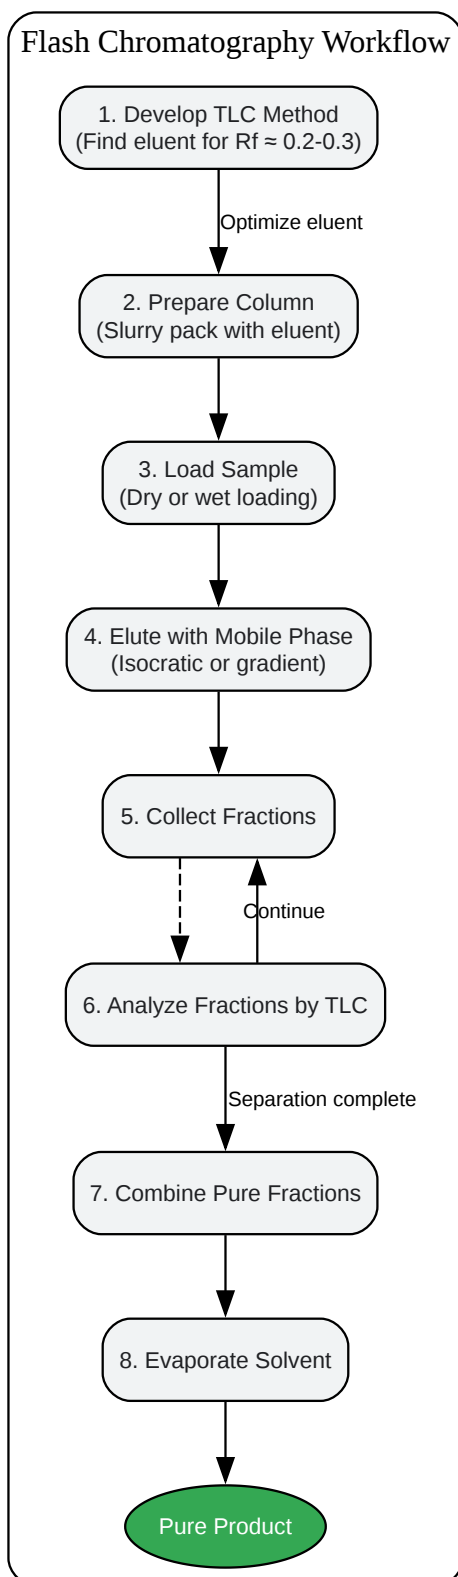 Flash Chromatography Workflow
1. Develop TLC Method
(Find eluent for Rf ≈ 0.2-0.3)
Optimize eluent
2. Prepare Column
(Slurry pack with eluent)
3. Load Sample
(Dry or wet loading)
4. Elute with Mobile Phase
(Isocratic or gradient)
5. Collect Fractions
Continue
6. Analyze Fractions by TLC
Separation complete
7. Combine Pure Fractions
8. Evaporate Solvent
Pure Product